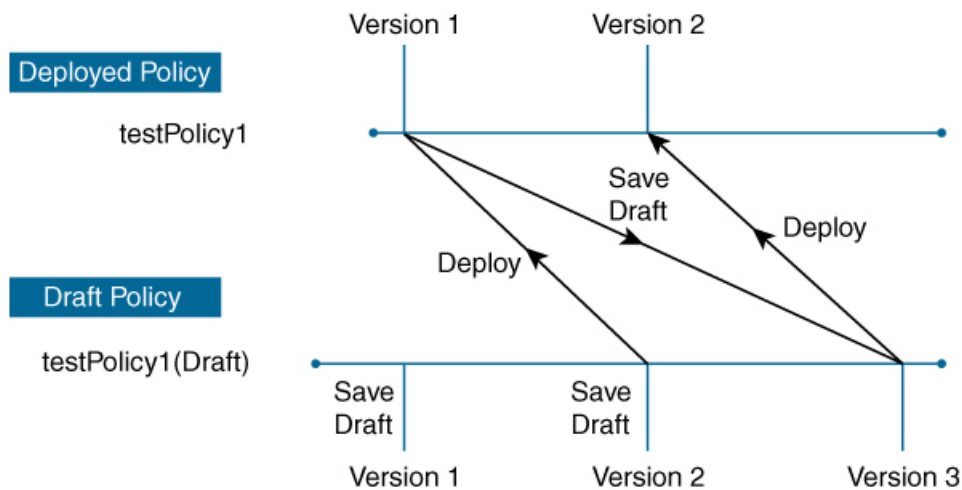 Version 1
Version 2
Deployed Policy
testPolicy1
Save
Draft
Deploy
Deploy
Draft Policy
testPolicy1(Draft)
Save
Draft
Save
Draft
Version 1
Version 2
Version 3